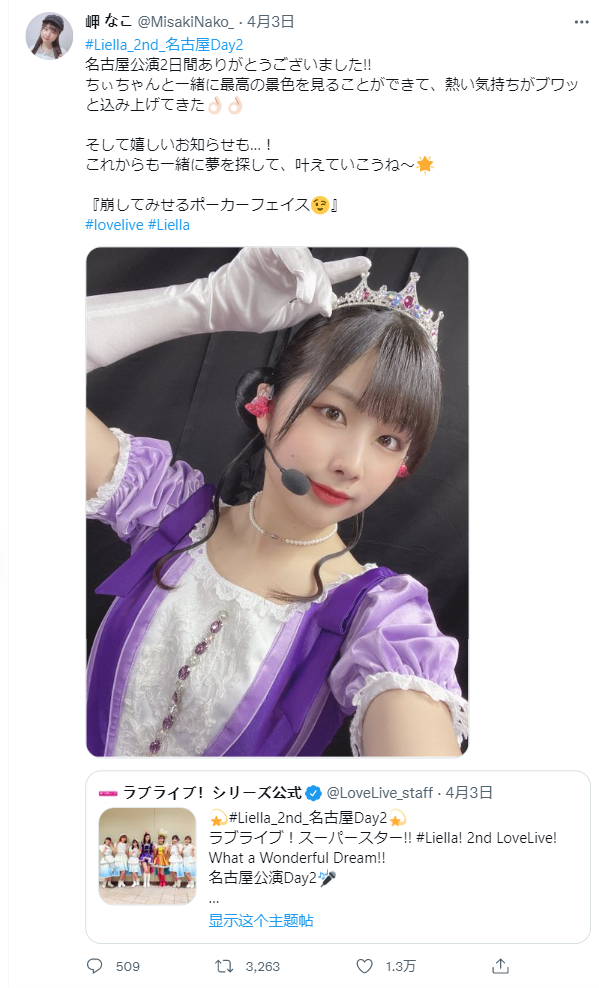 岬 なこ @MisakiNako_ · 4月3日
#Liella_2nd_名古屋Day2
名古屋公演2日間ありがとうございました!!
ちぃちゃんと一緒に最高の景色を見ることができて、熱い気持ちがブワッ
と込み上げてきた👌🏻👌🏻
そして嬉しいお知らせも...！
これからも一緒に夢を探して、叶えていこうね〜🌟
『崩してみせるポーカーフェイス😉』
#lovelive #Liella
ラブライブ！シリーズ公式 @LoveLive_staff · 4月3日
💫#Liella_2nd_名古屋Day2💫
ラブライブ！スーパースター!! #Liella! 2nd LoveLive!
What a Wonderful Dream!!
名古屋公演Day2🎤
...
显示这个主题帖
509 3,263 1.3万